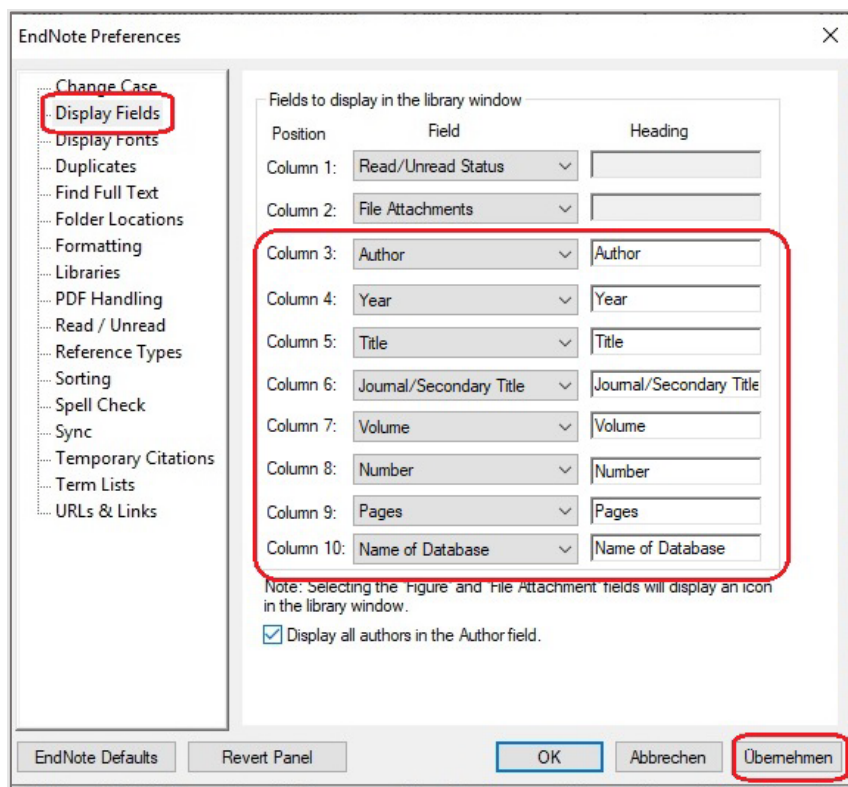 EndNote Preferences
Change Case
Display Fields
Display Fonts
Duplicates
Find Full Text
Folder Locations
Formatting
Libraries
PDF Handling
Read / Unread
Reference Types
Sorting
Spell Check
Sync
Temporary Citations
Term Lists
URLs & Links
Fields to display in the library window
Position Field Heading
Column 1: Read/Unread Status
Column 2: File Attachments
Column 3: Author Author
Column 4: Year Year
Column 5: Title Title
Column 6: Journal/Secondary Title Journal/Secondary Title
Column 7: Volume Volume
Column 8: Number Number
Column 9: Pages Pages
Column 10: Name of Database Name of Database
Note: Selecting the 'Figure' and 'File Attachment' fields will display an icon
in the library window.
Display all authors in the Author field.
EndNote Defaults Revert Panel OK Abbrechen Übernehmen